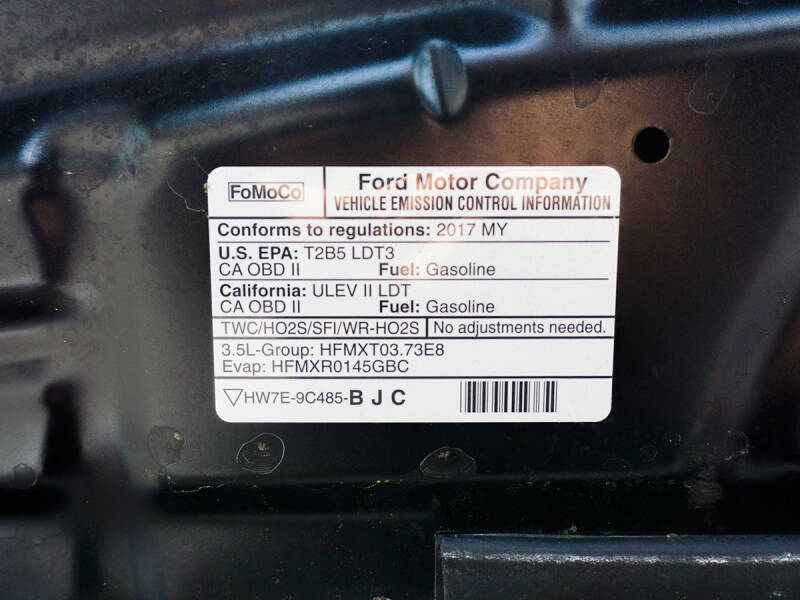 FoMoCo
Ford Motor Company
VEHICLE EMISSION CONTROL INFORMATION
Conforms to regulations: 2017 MY
U.S. EPA: T2B5 LDT3
CA OBD II Fuel: Gasoline
California: ULEV II LDT
CA OBD II Fuel: Gasoline
TWC/HO2S/SFI/WR-HO2S No adjustments needed.
3.5L-Group: HFMXT03.73E8
Evap: HFMXR0145GBC
▽HW7E-9C485-B J C